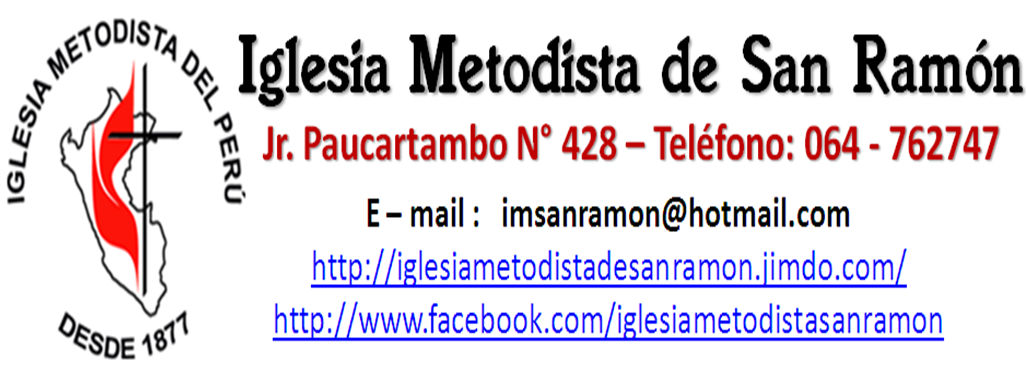 IGLESIA METODISTA DEL PERÚ
DESDE 1877
Iglesia Metodista de San Ramón
Jr. Paucartambo N° 428 – Teléfono: 064 - 762747
E – mail : imsanramon@hotmail.com
http://iglesiametodistadesanramon.jimdo.com/
http://www.facebook.com/iglesiametodistasanramon